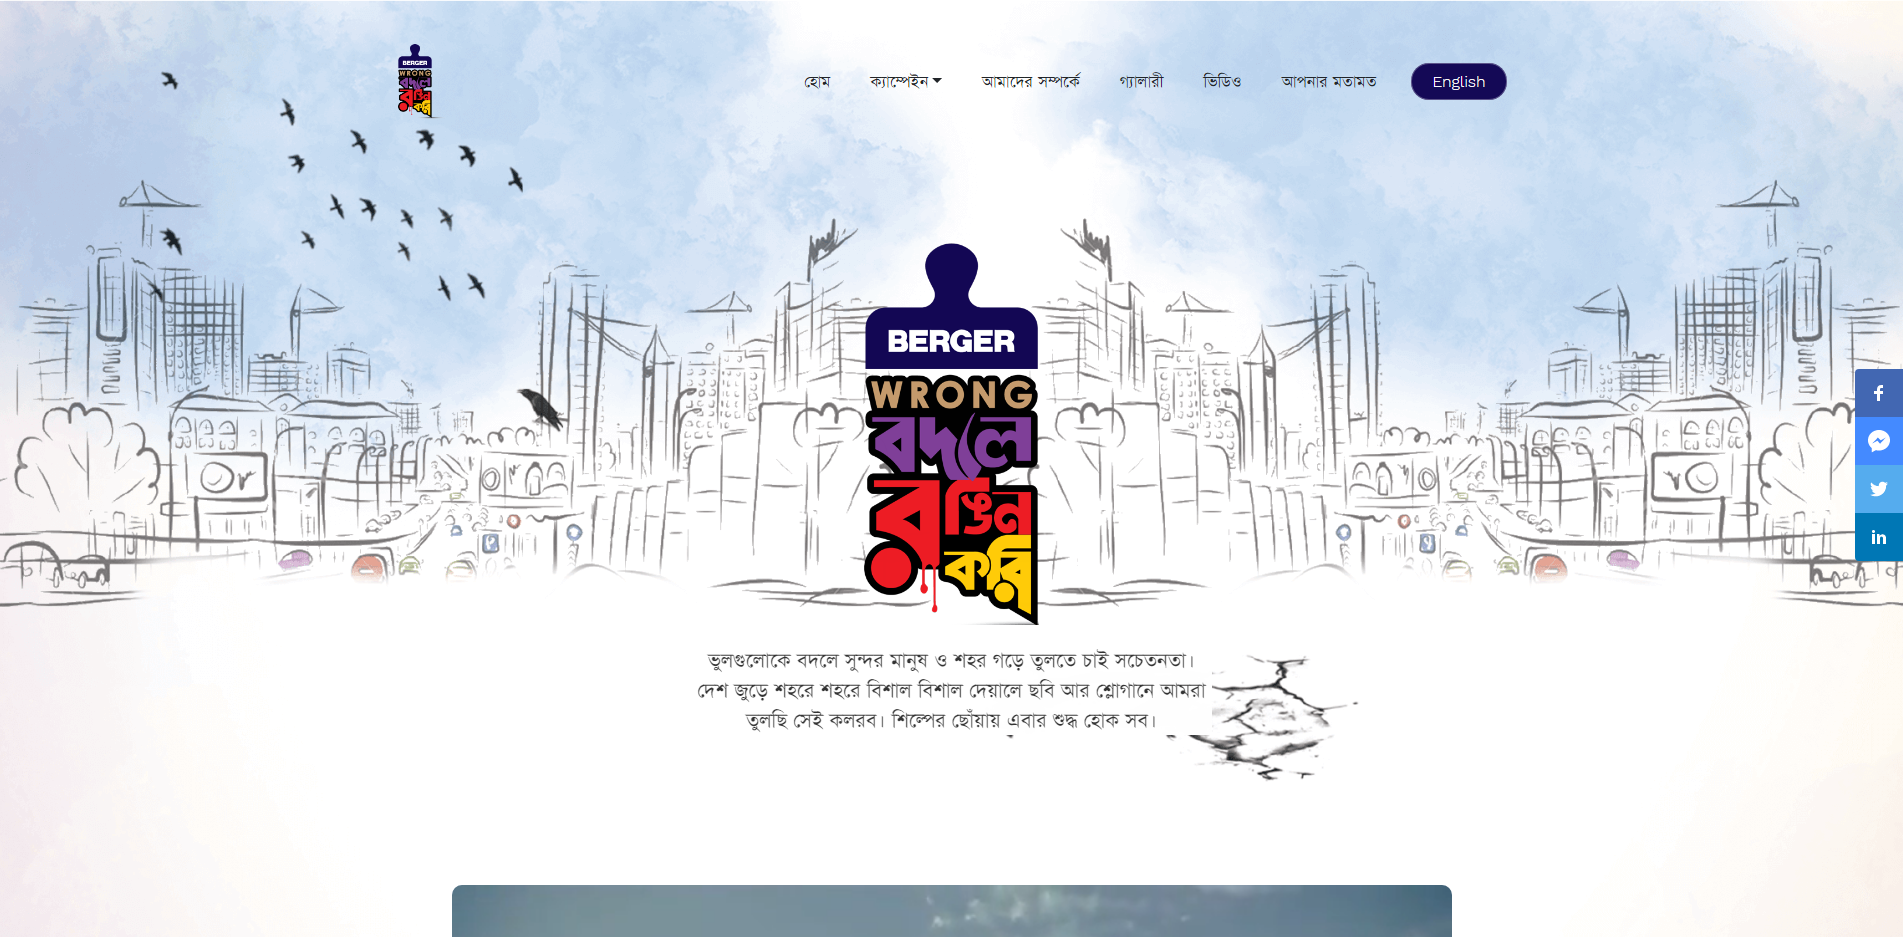 BERGER
WRONG
বদলে
রঙিন
করি
হোম ক্যাম্পেইন আমাদের সম্পর্কে গ্যালারী ভিডিও আপনার মতামত English
BERGER
WRONG
বদলে
রঙিন
করি
ভুলগুলোকে বদলে সুন্দর মানুষ ও শহর গড়ে তুলতে চাই সচেতনতা।
দেশ জুড়ে শহরে শহরে বিশাল বিশাল দেয়ালে ছবি আর শ্লোগানে আমরা
তুলছি সেই কলরব। শিল্পের ছোঁয়ায় এবার শুদ্ধ হোক সব।